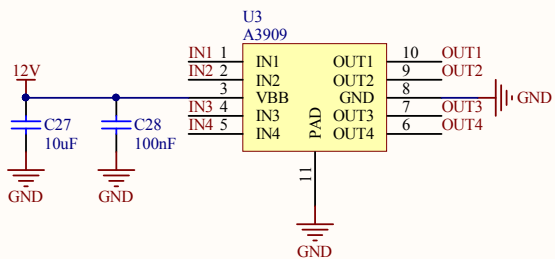 U3
A3909
IN1 1 IN1 OUT1 10 OUT1
IN2 2 IN2 OUT2 9 OUT2
12V
3 VBB GND 8 GND
IN3 4 IN3 OUT3 7 OUT3
IN4 5 IN4 OUT4 6 OUT4
PAD
11
C27
10uF
C28
100nF
GND
GND
GND